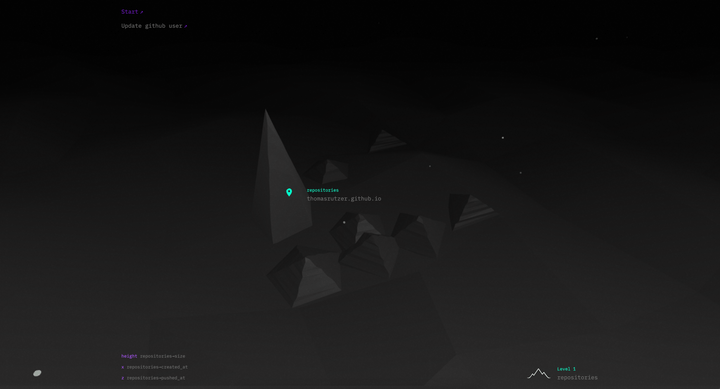 Start
Update github user
repositories
thomasrutzer.github.io
height repositories⇒size
x repositories⇒created_at
z repositories⇒pushed_at
Level 1
repositories